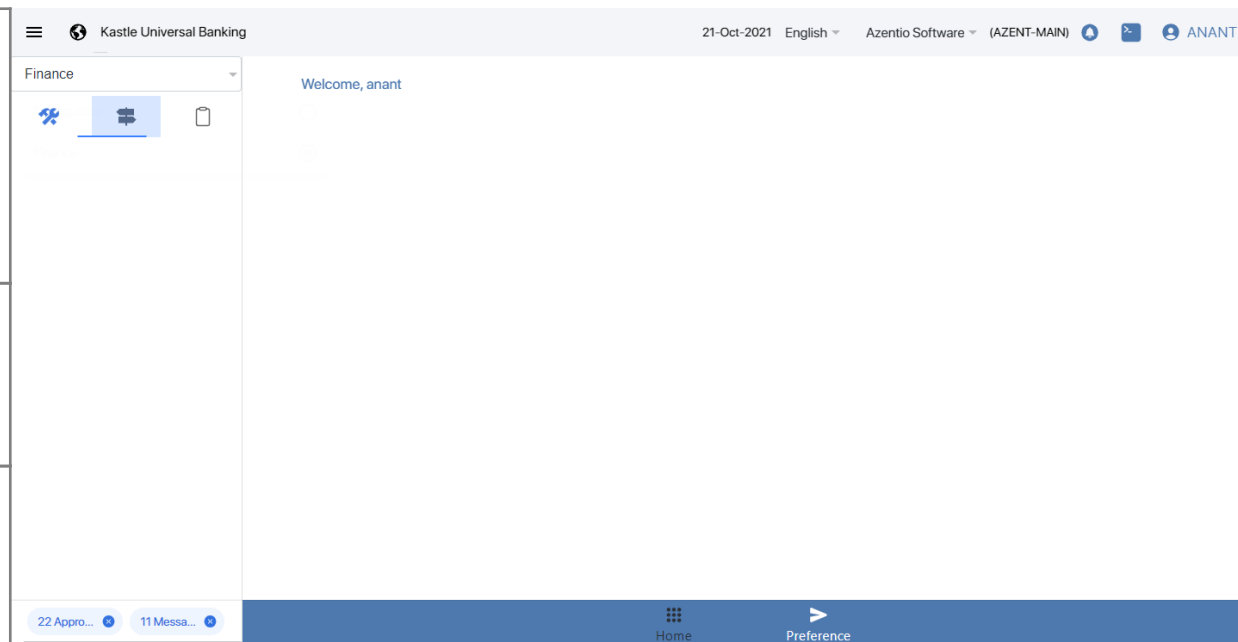 Kastle Universal Banking
21-Oct-2021 English Azentio Software (AZENT-MAIN) ANANT
Finance
Welcome, anant
22 Appro... 11 Messa...
Home Preference